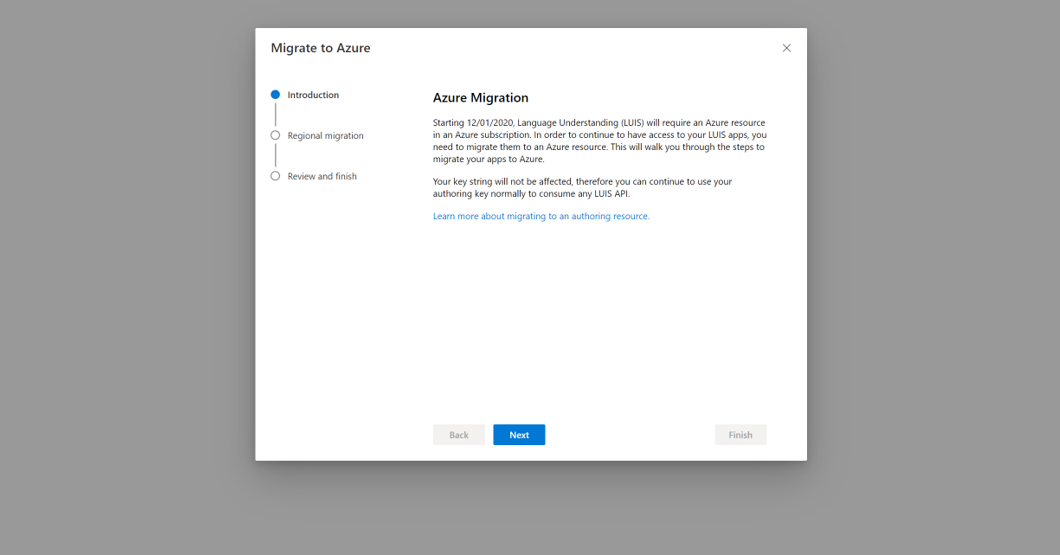 Migrate to Azure
Introduction
Regional migration
Review and finish
Azure Migration
Starting 12/01/2020, Language Understanding (LUIS) will require an Azure resource
in an Azure subscription. In order to continue to have access to your LUIS apps, you
need to migrate them to an Azure resource. This will walk you through the steps to
migrate your apps to Azure.
Your key string will not be affected, therefore you can continue to use your
authoring key normally to consume any LUIS API.
Learn more about migrating to an authoring resource.
Back
Next
Finish